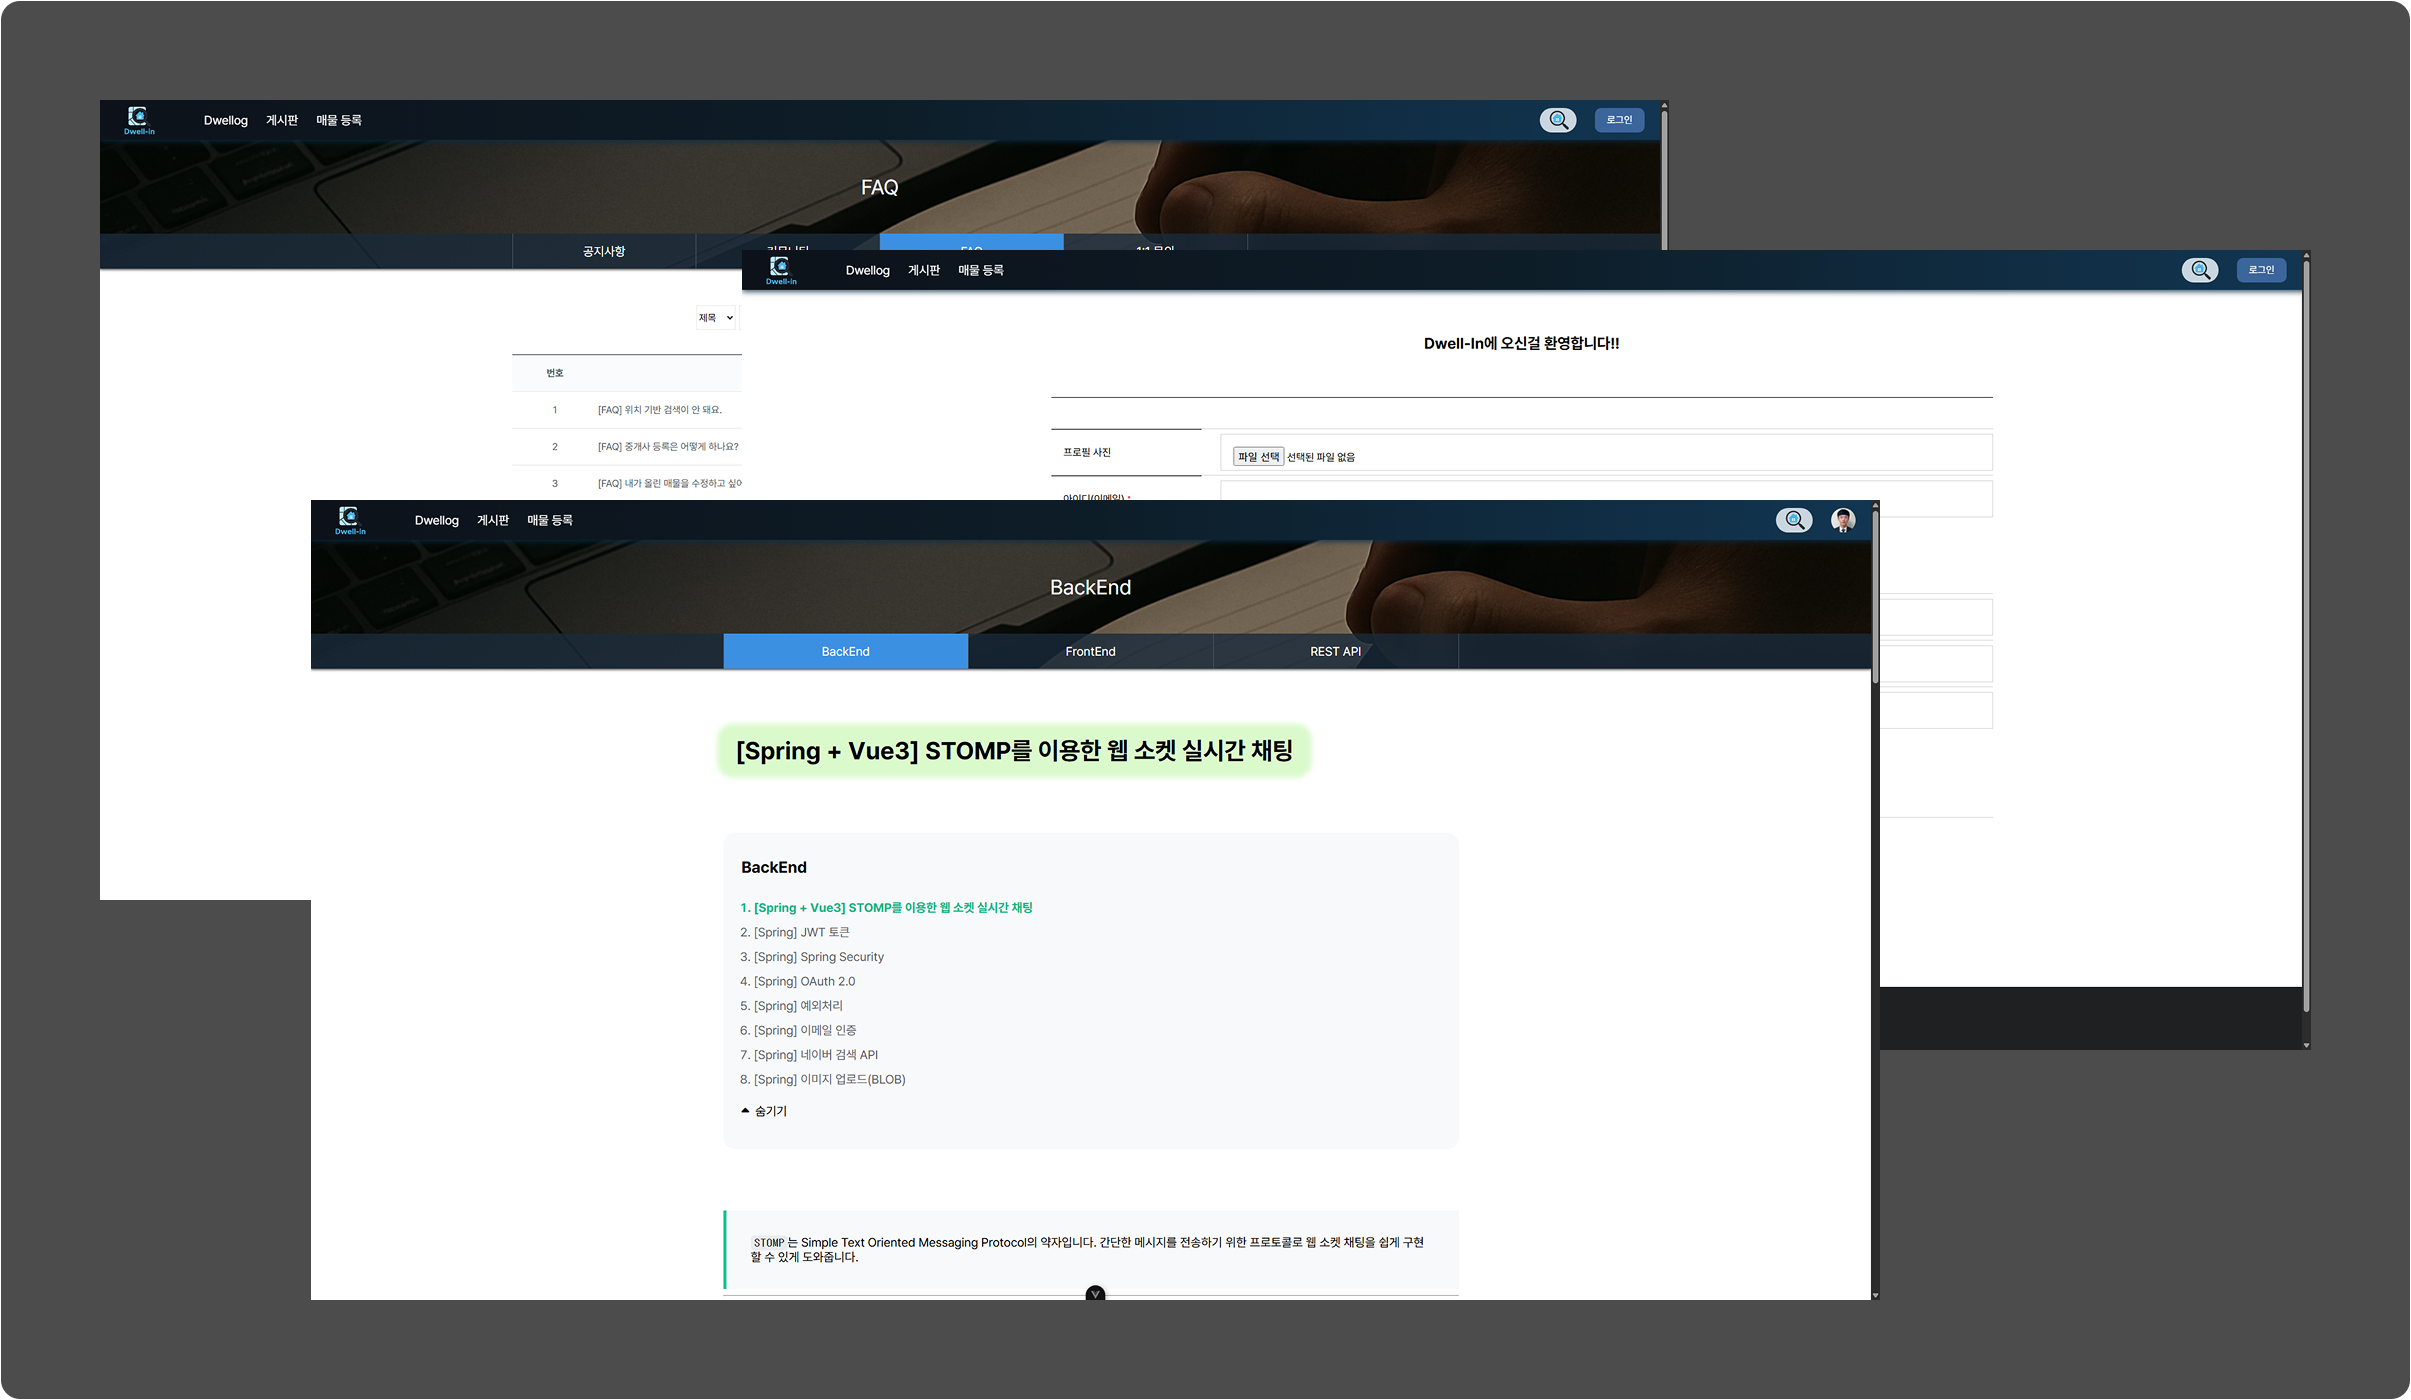 Dwell-in
Dwellog 게시판 매물 등록
로그인
FAQ
공지사항 커뮤니티 FAQ 1:1 문의
제목
번호
1 [FAQ] 위치 기반 검색이 안 돼요.
2 [FAQ] 중개사 등록은 어떻게 하나요?
3 [FAQ] 내가 올린 매물을 수정하고 싶어
Dwell-in
Dwellog 게시판 매물 등록
로그인
Dwell-In에 오신걸 환영합니다!!
프로필 사진
파일 선택 선택된 파일 없음
아이디(이메일) *
Dwell-in
Dwellog 게시판 매물 등록
BackEnd
BackEnd FrontEnd REST API
[Spring + Vue3] STOMP를 이용한 웹 소켓 실시간 채팅
BackEnd
1. [Spring + Vue3] STOMP를 이용한 웹 소켓 실시간 채팅
2. [Spring] JWT 토큰
3. [Spring] Spring Security
4. [Spring] OAuth 2.0
5. [Spring] 예외처리
6. [Spring] 이메일 인증
7. [Spring] 네이버 검색 API
8. [Spring] 이미지 업로드(BLOB)
숨기기
STOMP는 Simple Text Oriented Messaging Protocol의 약자입니다. 간단한 메시지를 전송하기 위한 프로토콜로 웹 소켓 채팅을 쉽게 구현
할 수 있게 도와줍니다.